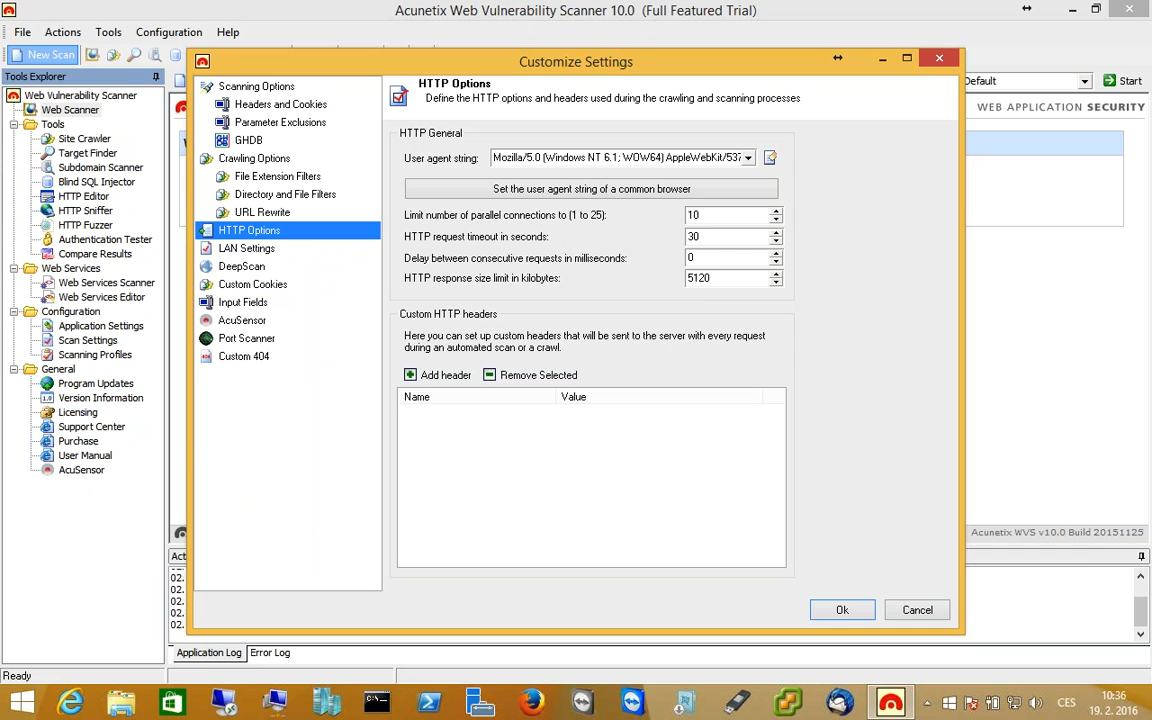 Acunetix Web Vulnerability Scanner 10.0 (Full Featured Trial)
File Actions Tools Configuration Help
New Scan
Tools Explorer
Web Vulnerability Scanner
Web Scanner
Tools
Site Crawler
Target Finder
Subdomain Scanner
Blind SQL Injector
HTTP Editor
HTTP Sniffer
HTTP Fuzzer
Authentication Tester
Compare Results
Web Services
Web Services Scanner
Web Services Editor
Configuration
Application Settings
Scan Settings
Scanning Profiles
General
Program Updates
Version Information
Licensing
Support Center
Purchase
User Manual
AcuSensor
Customize Settings
Scanning Options
Headers and Cookies
Parameter Exclusions
GHDB
Crawling Options
File Extension Filters
Directory and File Filters
URL Rewrite
HTTP Options
LAN Settings
DeepScan
Custom Cookies
Input Fields
AcuSensor
Port Scanner
Custom 404
HTTP Options
Define the HTTP options and headers used during the crawling and scanning processes
HTTP General
User agent string: Mozilla/5.0 (Windows NT 6.1; WOW64) AppleWebKit/537
Set the user agent string of a common browser
Limit number of parallel connections to (1 to 25): 10
HTTP request timeout in seconds: 30
Delay between consecutive requests in milliseconds: 0
HTTP response size limit in kilobytes: 5120
Custom HTTP headers
Here you can set up custom headers that will be sent to the server with every request
during an automated scan or a crawl.
Add header Remove Selected
Name Value
Ok Cancel
Default Start
WEB APPLICATION SECURITY
Acunetix WVS v10.0 Build 20151125
Act
02.
02.
02.
02.
02.
Application Log Error Log
Ready
CES
10:36
19. 2. 2016